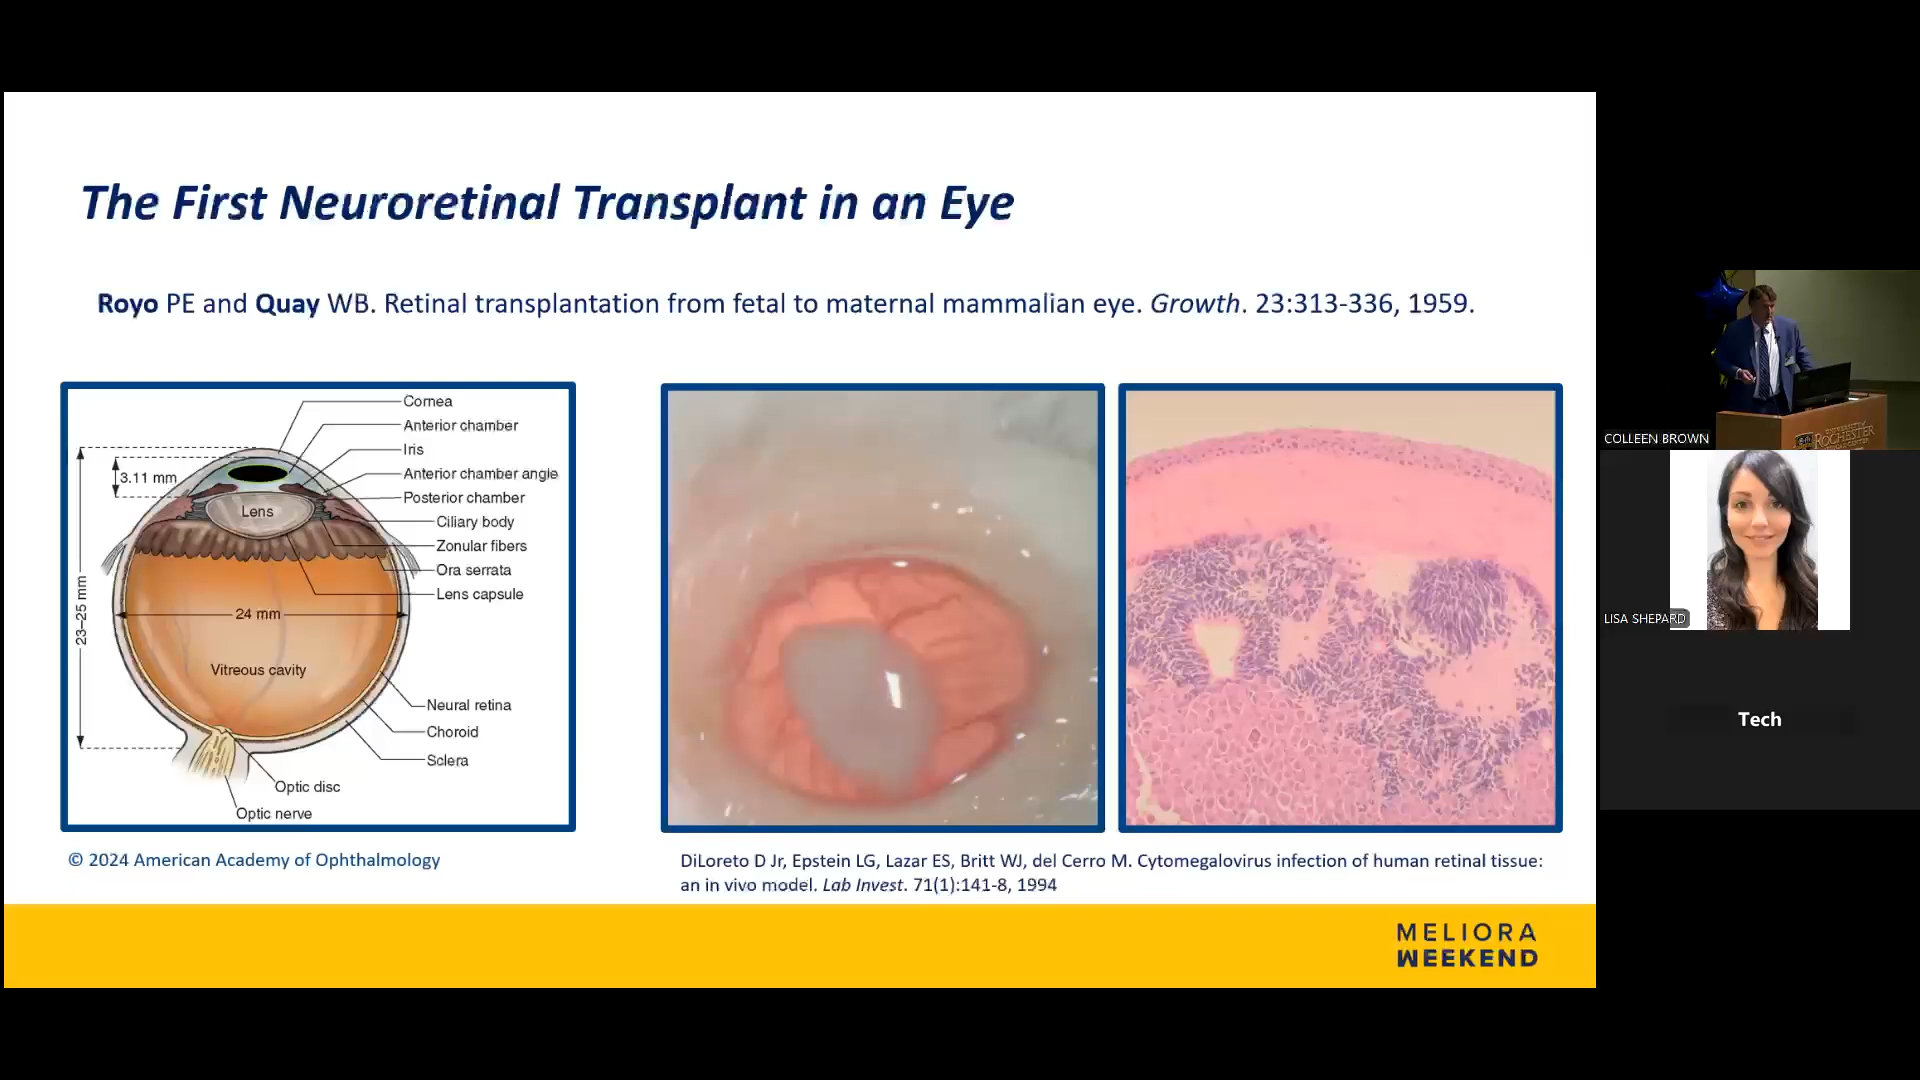 The First Neuroretinal Transplant in an Eye
Royo PE and Quay WB. Retinal transplantation from fetal to maternal mammalian eye. Growth. 23:313-336, 1959.
Cornea
Anterior chamber
Iris
Anterior chamber angle
Posterior chamber
Ciliary body
Zonular fibers
Ora serrata
Lens capsule
3.11 mm
Lens
23–25 mm
24 mm
Vitreous cavity
Neural retina
Choroid
Sclera
Optic disc
Optic nerve
© 2024 American Academy of Ophthalmology
DiLoreto D Jr, Epstein LG, Lazar ES, Britt WJ, del Cerro M. Cytomegalovirus infection of human retinal tissue:
an in vivo model. Lab Invest. 71(1):141-8, 1994
MELIORA
WEEKEND
COLLEEN BROWN
UNIVERSITY
ROCHESTER
LISA SHEPARD
Tech